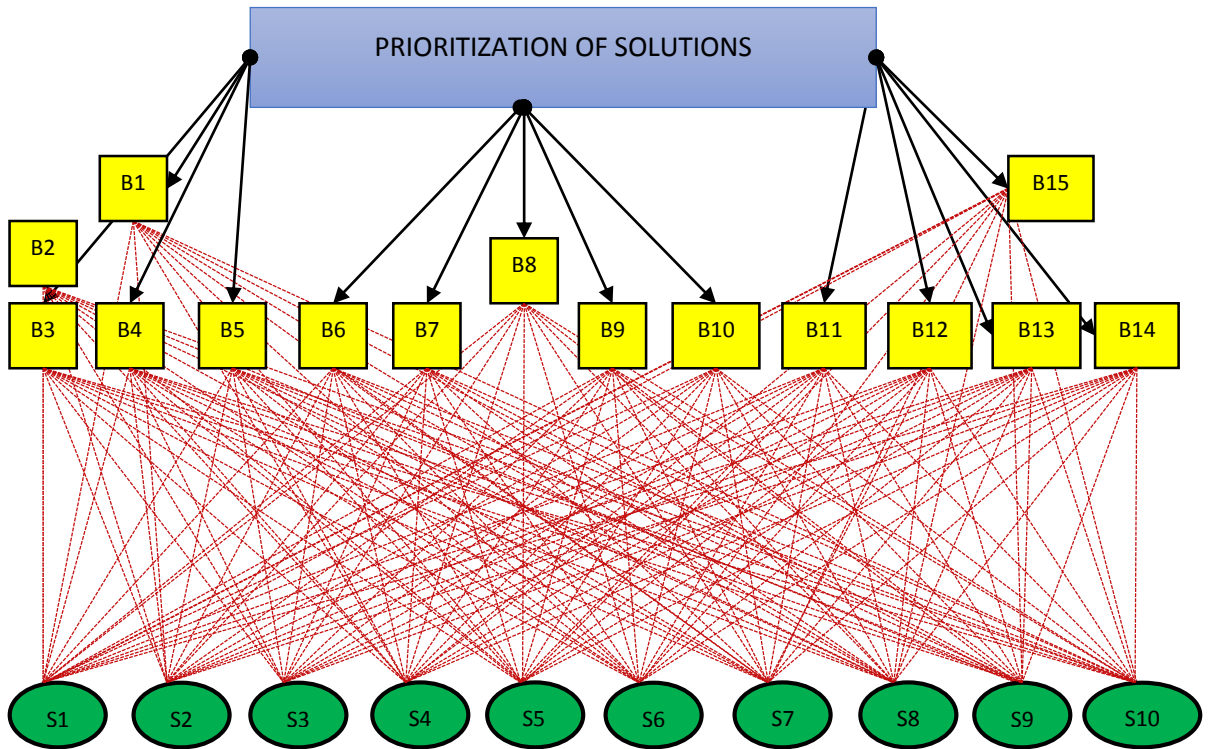 PRIORITIZATION OF SOLUTIONS
B1
B15
B2
B8
B3
B4
B5
B6
B7
B9
B10
B11
B12
B13
B14
S1
S2
S3
S4
S5
S6
S7
S8
S9
S10